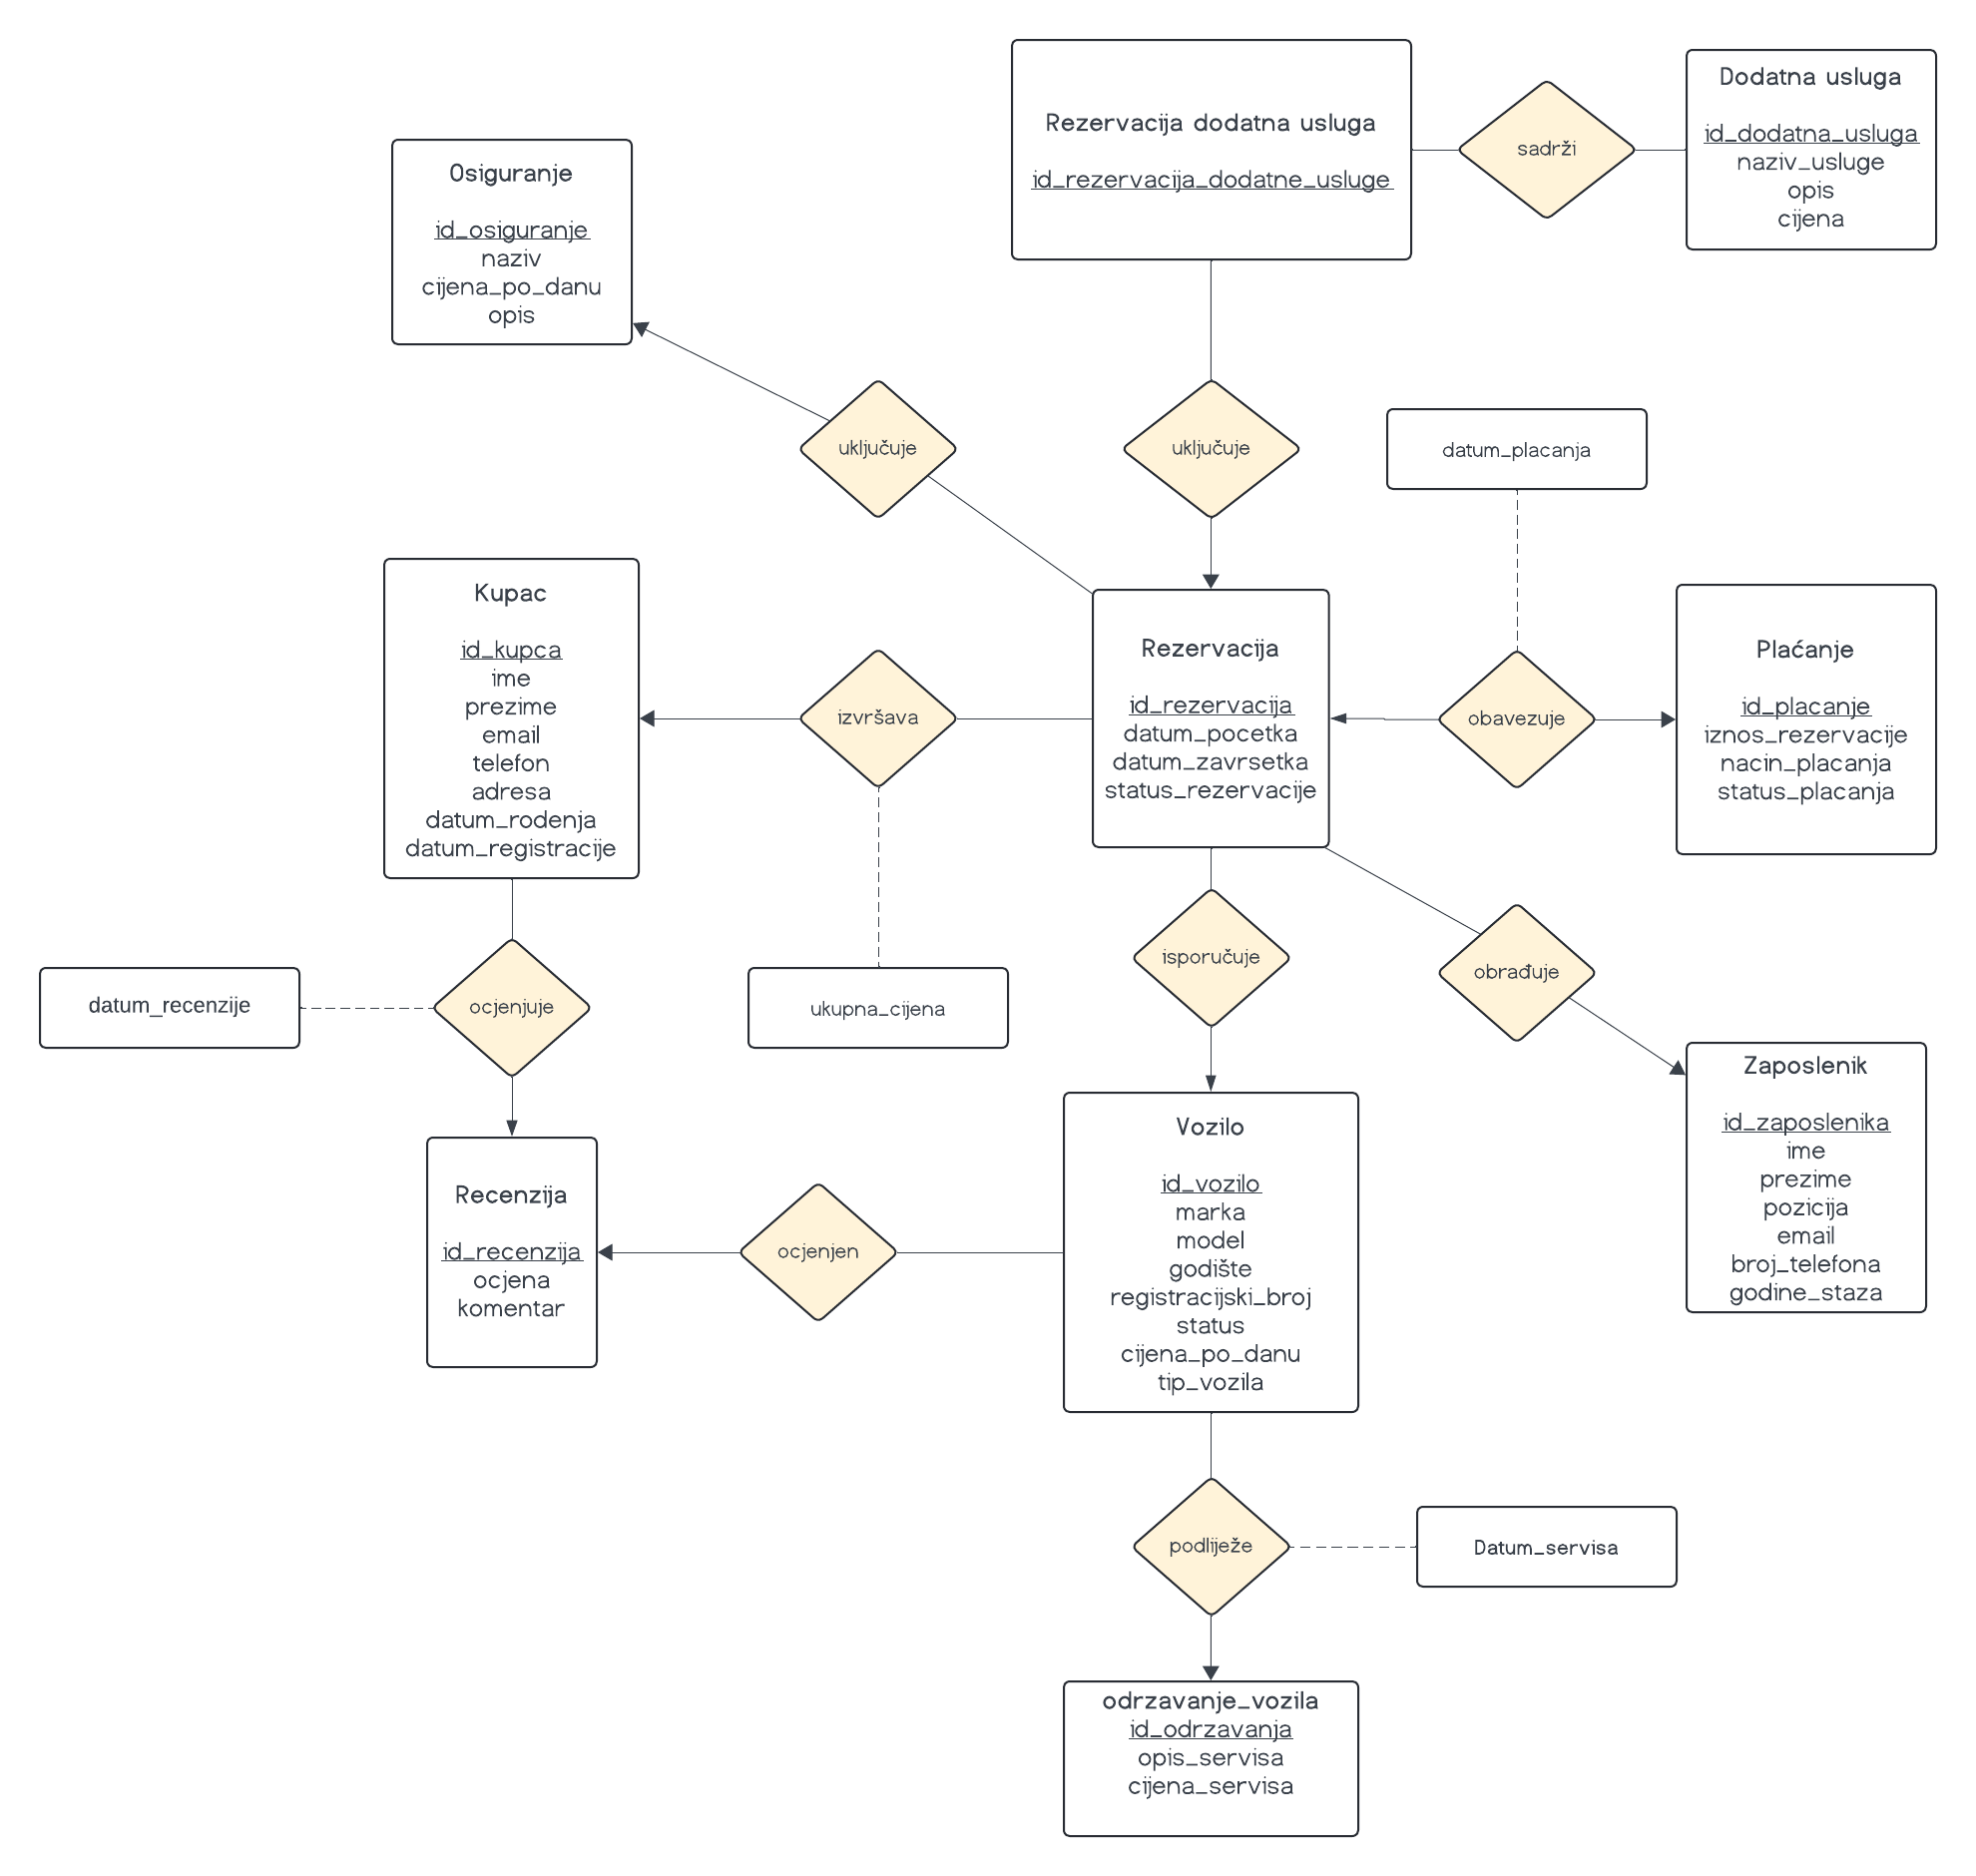 Rezervacija dodatna usluga
id_rezervacija_dodatne_usluge
sadrži
Dodatna usluga
id_dodatna_usluga
naziv_usluge
opis
cijena
Osiguranje
id_osiguranje
naziv
cijena_po_danu
opis
uključuje
uključuje
datum_placanja
Kupac
id_kupca
ime
prezime
email
telefon
adresa
datum_rodenja
datum_registracije
izvršava
Rezervacija
id_rezervacija
datum_pocetka
datum_zavrsetka
status_rezervacije
obavezuje
Plaćanje
id_placanje
iznos_rezervacije
nacin_placanja
status_placanja
datum_recenzije
ocjenjuje
ukupna_cijena
isporučuje
obrađuje
Recenzija
id_recenzija
ocjena
komentar
ocjenjen
Vozilo
id_vozilo
marka
model
godište
registracijski_broj
status
cijena_po_danu
tip_vozila
Zaposlenik
id_zaposlenika
ime
prezime
pozicija
email
broj_telefona
godine_staza
podliježe
Datum_servisa
odrzavanje_vozila
id_odrzavanja
opis_servisa
cijena_servisa